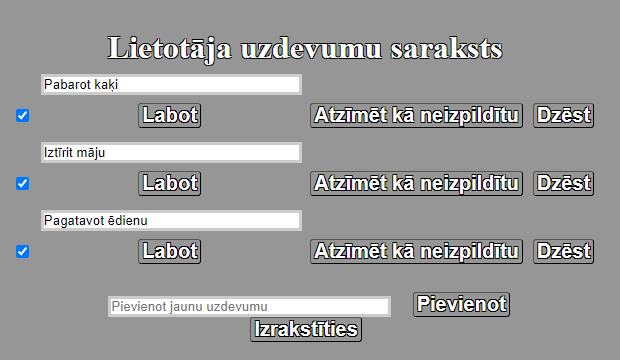 Lietotāja uzdevumu saraksts
Pabarot kaķi
Labot Atzīmēt kā neizpildītu Dzēst
Iztīrit māju
Labot Atzīmēt kā neizpildītu Dzēst
Pagatavot ēdienu
Labot Atzīmēt kā neizpildītu Dzēst
Pievienot jaunu uzdevumu Pievienot
Izrakstīties